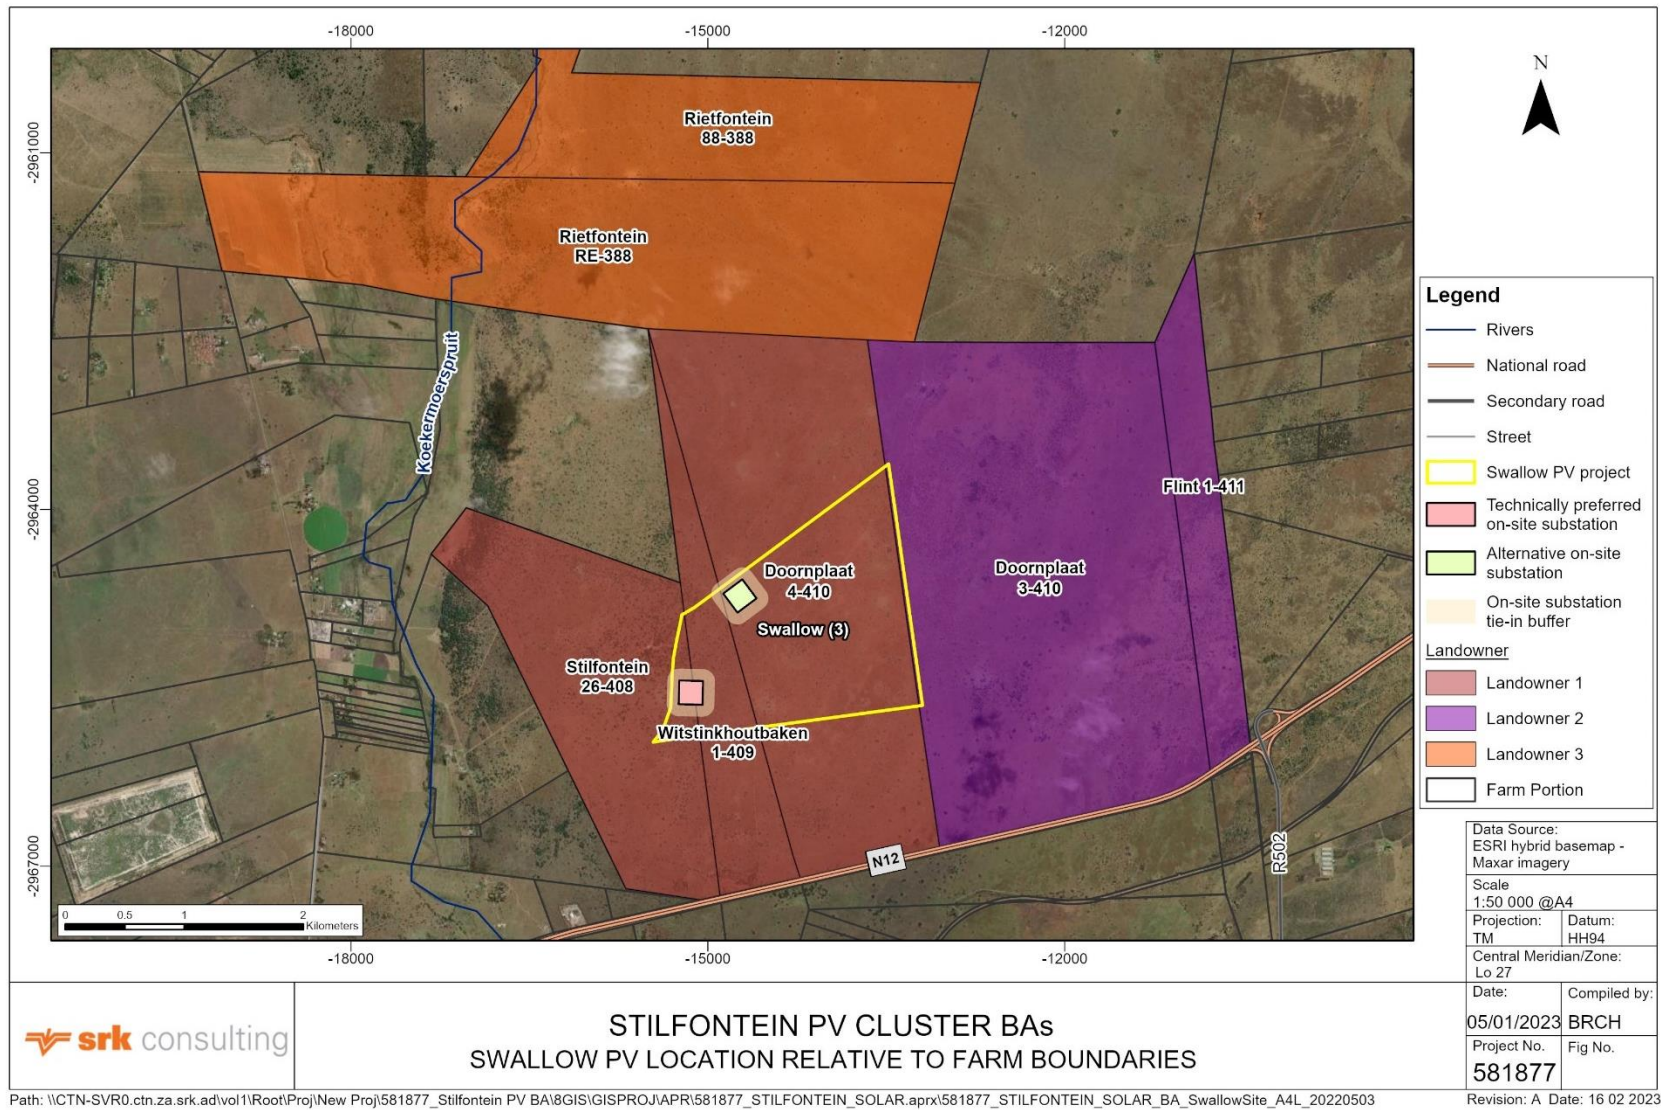 -18000
-15000
-12000
-2961000
-2964000
-2967000
N
Rietfontein
88-388
Rietfontein
RE-388
Koekermoerspruit
Flint 1-411
Doornplaat
4-410
Doornplaat
3-410
Swallow (3)
Stilfontein
26-408
Witstinkhoutbaken
1-409
N12
R502
0 0.5 1 2
Kilometers
-18000
-15000
-12000
Legend
Rivers
National road
Secondary road
Street
Swallow PV project
Technically preferred
on-site substation
Alternative on-site
substation
On-site substation
tie-in buffer
Landowner
Landowner 1
Landowner 2
Landowner 3
Farm Portion
Data Source:
ESRI hybrid basemap -
Maxar imagery
Scale
1:50 000 @A4
Projection: Datum:
TM HH94
Central Meridian/Zone:
Lo 27
Date: Compiled by:
05/01/2023 BRCH
Project No. Fig No.
581877
srk consulting
STILFONTEIN PV CLUSTER BAs
SWALLOW PV LOCATION RELATIVE TO FARM BOUNDARIES
Path: \\CTN-SVR0.ctn.za.srk.ad\vol1\Root\Proj\New Proj\581877_Stilfontein PV BA\8GIS\GISPROJ\APR\581877_STILFONTEIN_SOLAR.aprx\581877_STILFONTEIN_SOLAR_BA_SwallowSite_A4L_20220503
Revision: A Date: 16 02 2023